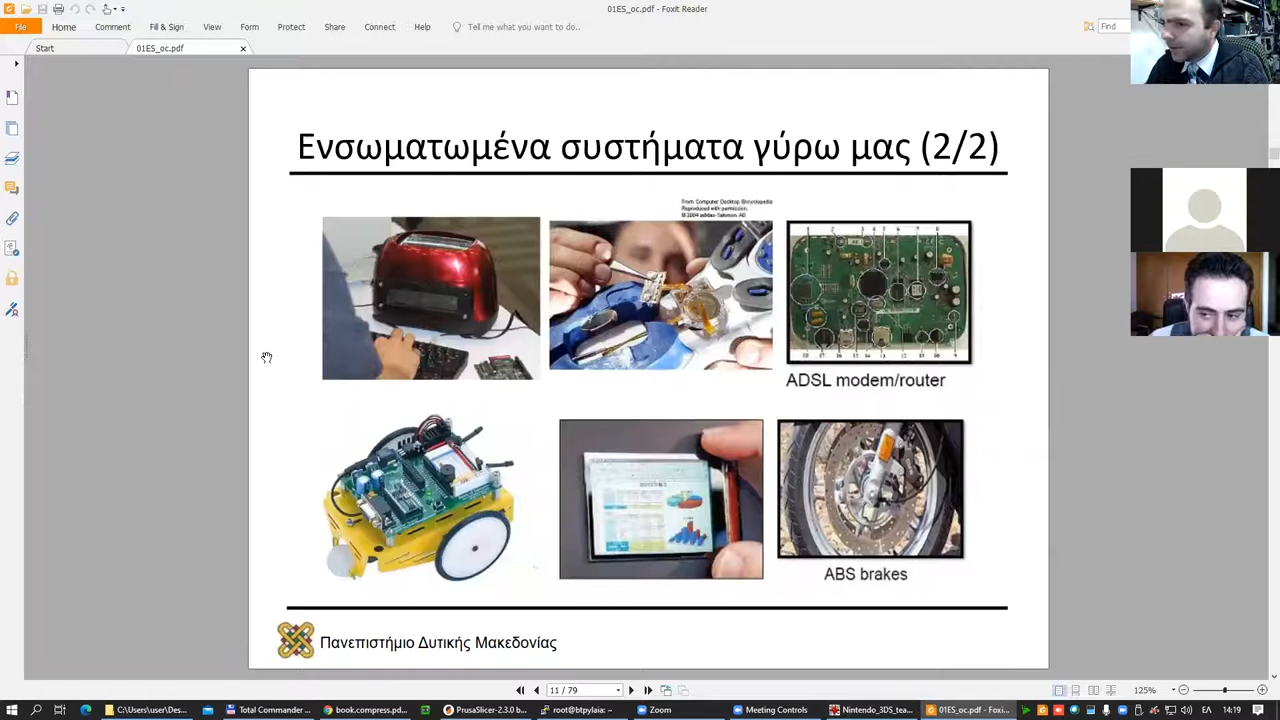 01ES_oc.pdf - Foxit Reader
File Home Comment Fill & Sign View Form Protect Share Connect Help Tell me what you want to do.. Find
Start 01ES_oc.pdf
Ενσωματωμένα συστήματα γύρω μας (2/2)
From Computer Desktop Encyclopedia
Reproduced with permission.
© 2004 adidas-Salomon AG
ADSL modem/router
ABS brakes
Πανεπιστήμιο Δυτικής Μακεδονίας
11 / 79 125%
C:\Users\user\Des... Total Commander ... book.compress.pd... PrusaSlicer-2.3.0 b... root@btpylaia: ~ Zoom Meeting Controls Nintendo_3DS_tea... 01ES_oc.pdf - Foxi... ΕΛ 14:19